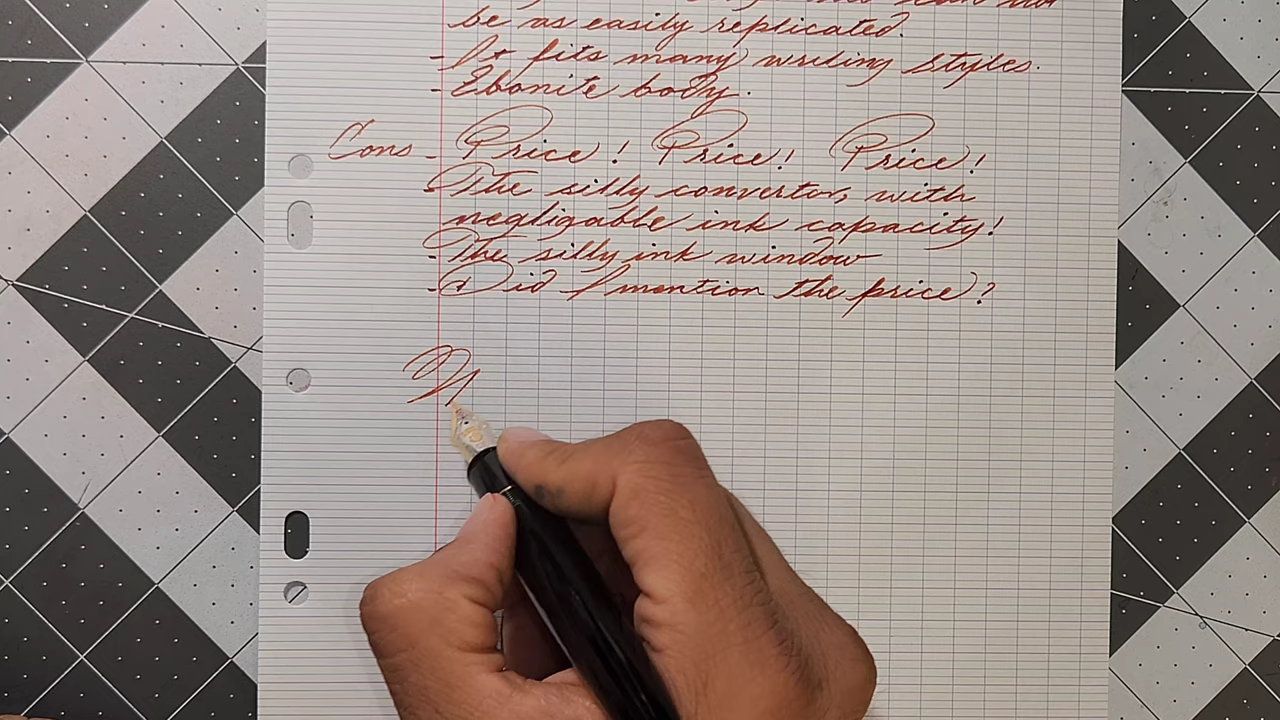 be as easily replicated.
- It fits many writing styles.
- Ebonite body.
Cons - Price! Price! Price!
- The silly convertor, with
negligable ink capacity!
- The silly ink window
- Did I mention the price?